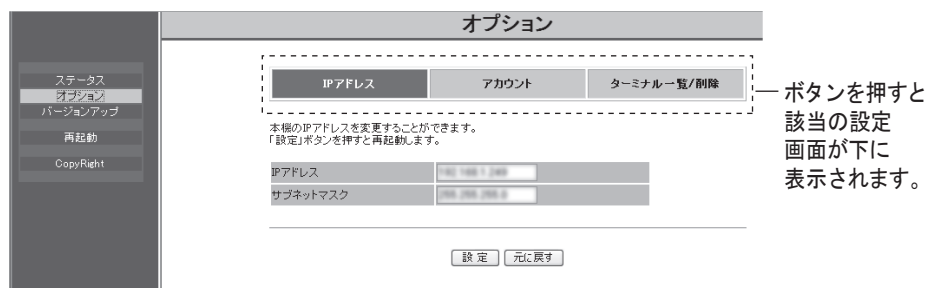 オプション
ステータス
オプション
バージョンアップ
再起動
CopyRight
IPアドレス
アカウント
ターミナル一覧/削除
ボタンを押すと
該当の設定
画面が下に
表示されます。
本機のIPアドレスを変更することができます。
「設定」ボタンを押すと再起動します。
IPアドレス
サブネットマスク
設 定
元に戻す